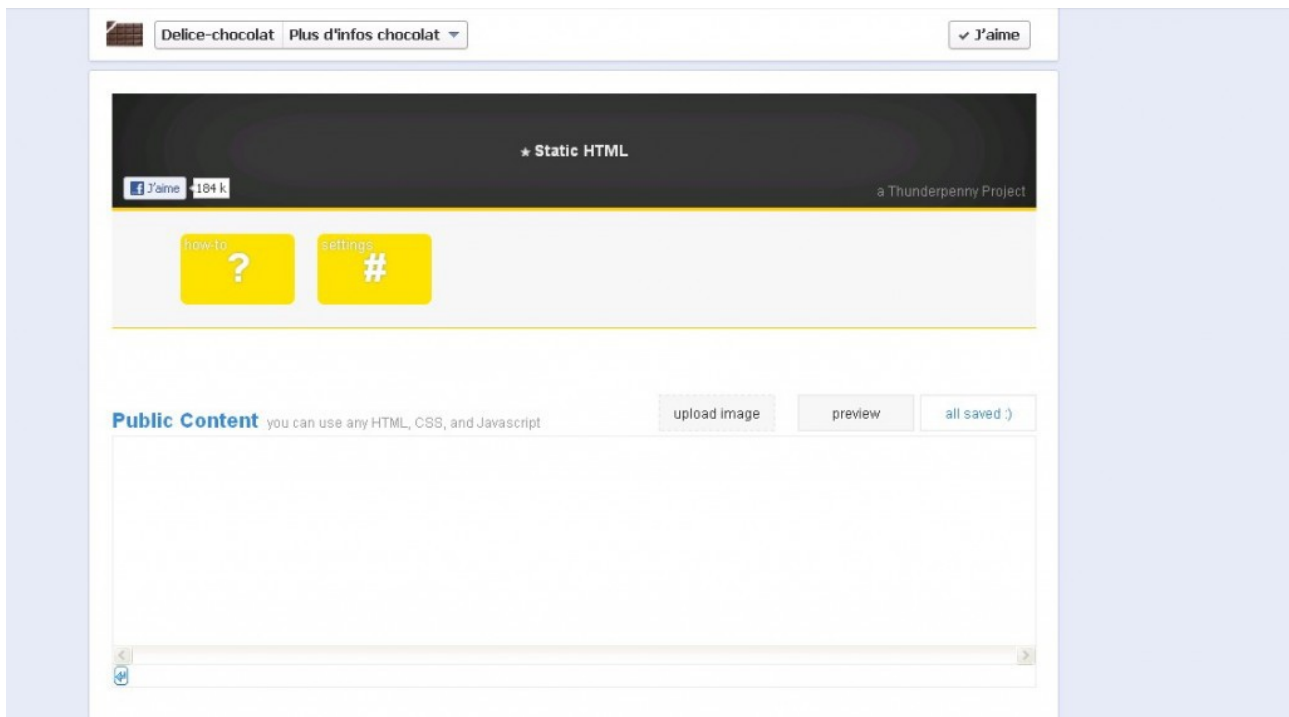 Delice-chocolat Plus d'infos chocolat J'aime
Static HTML
J'aime 184 k
a Thunderpenny Project
how-to settings
? #
Public Content you can use any HTML, CSS, and Javascript upload image preview all saved :)